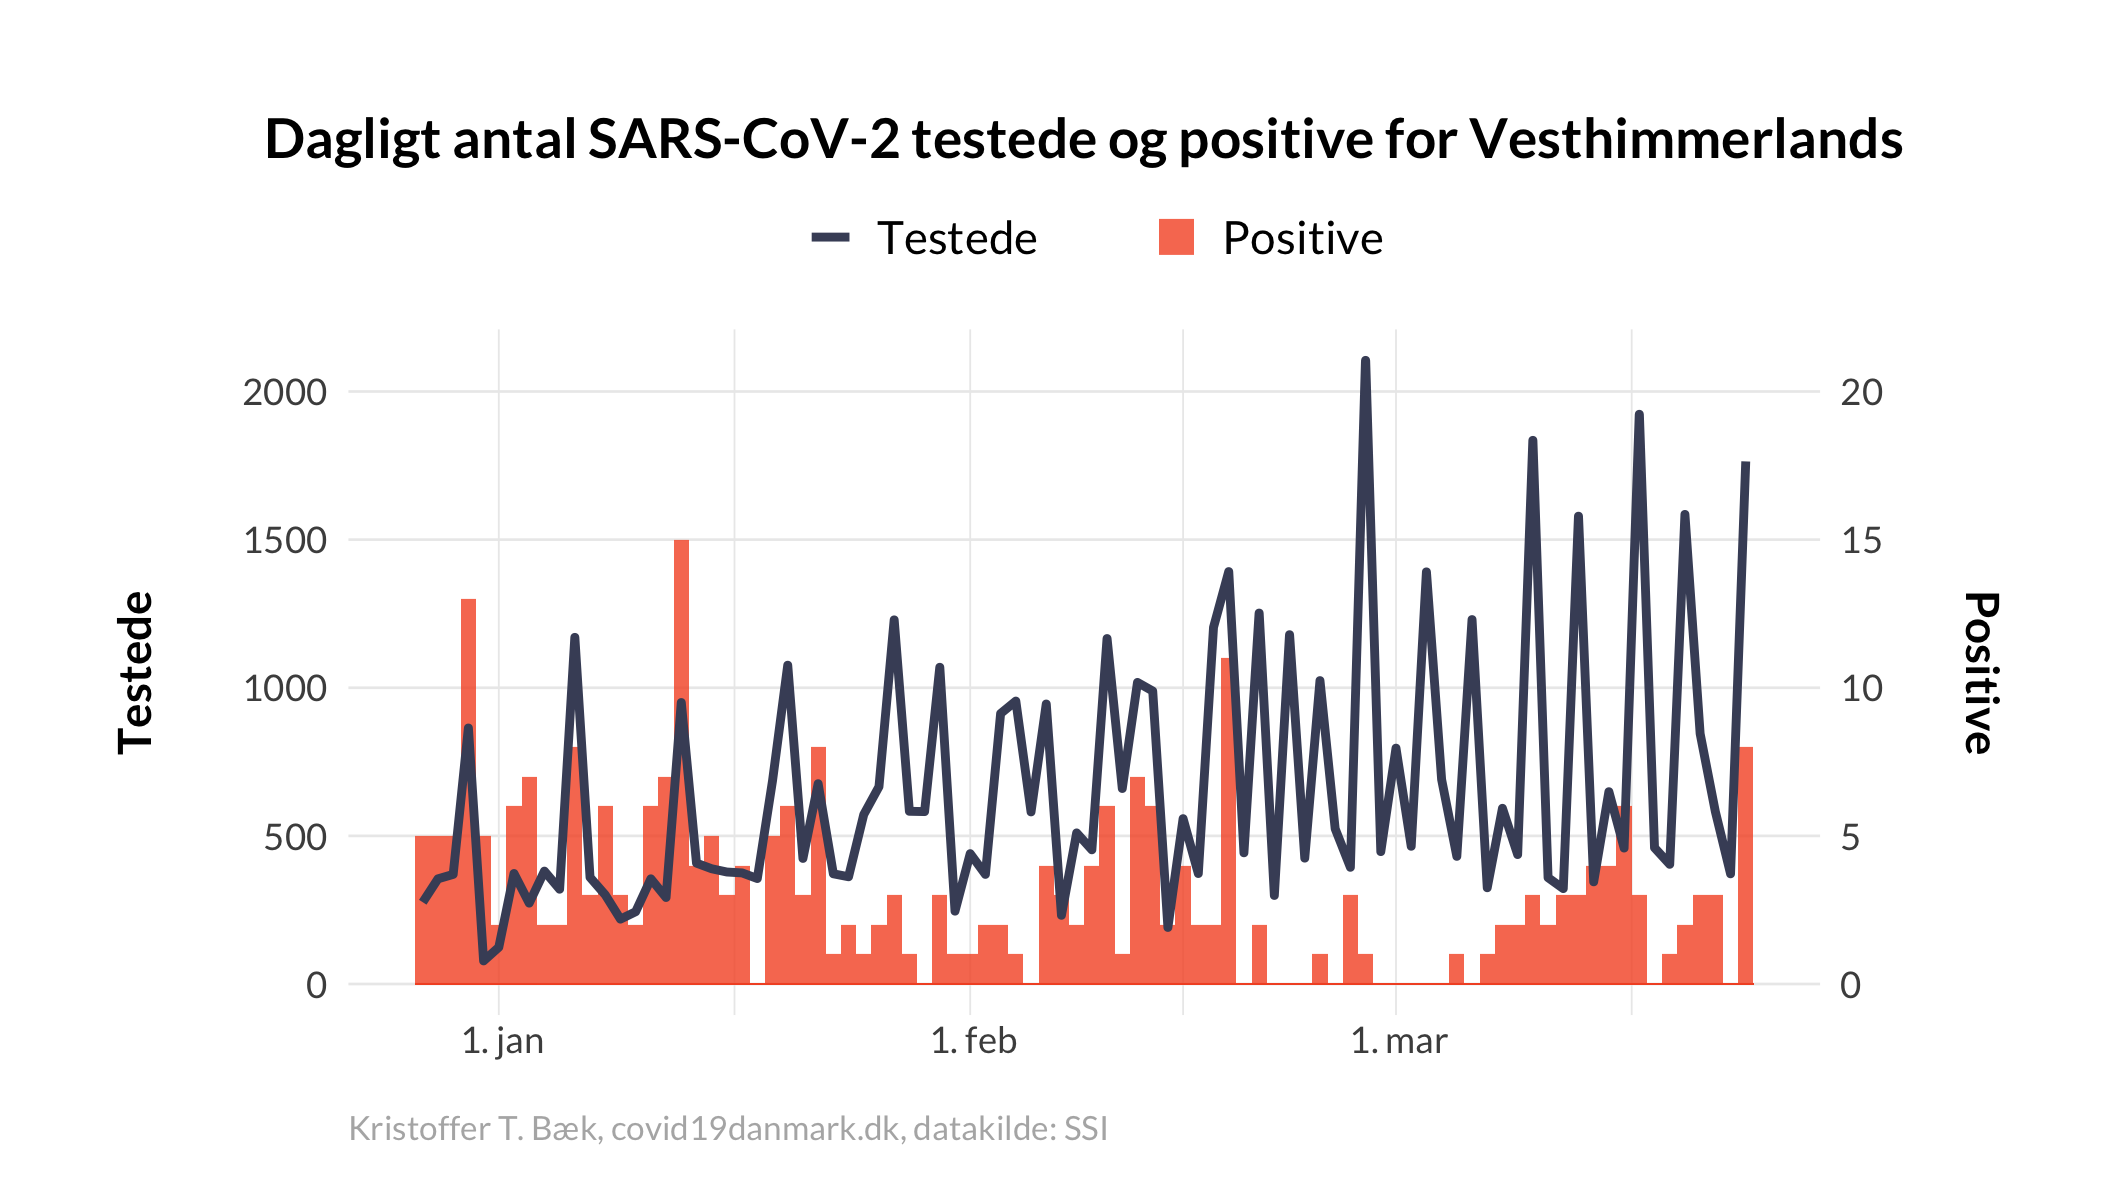 Dagligt antal SARS-CoV-2 testede og positive for Vesthimmerlands
Testede Positive
2000 20
1500 15
1000 10
500 5
0 0
Testede
Positive
1. jan 1. feb 1. mar
Kristoffer T. Bæk, covid19danmark.dk, datakilde: SSI